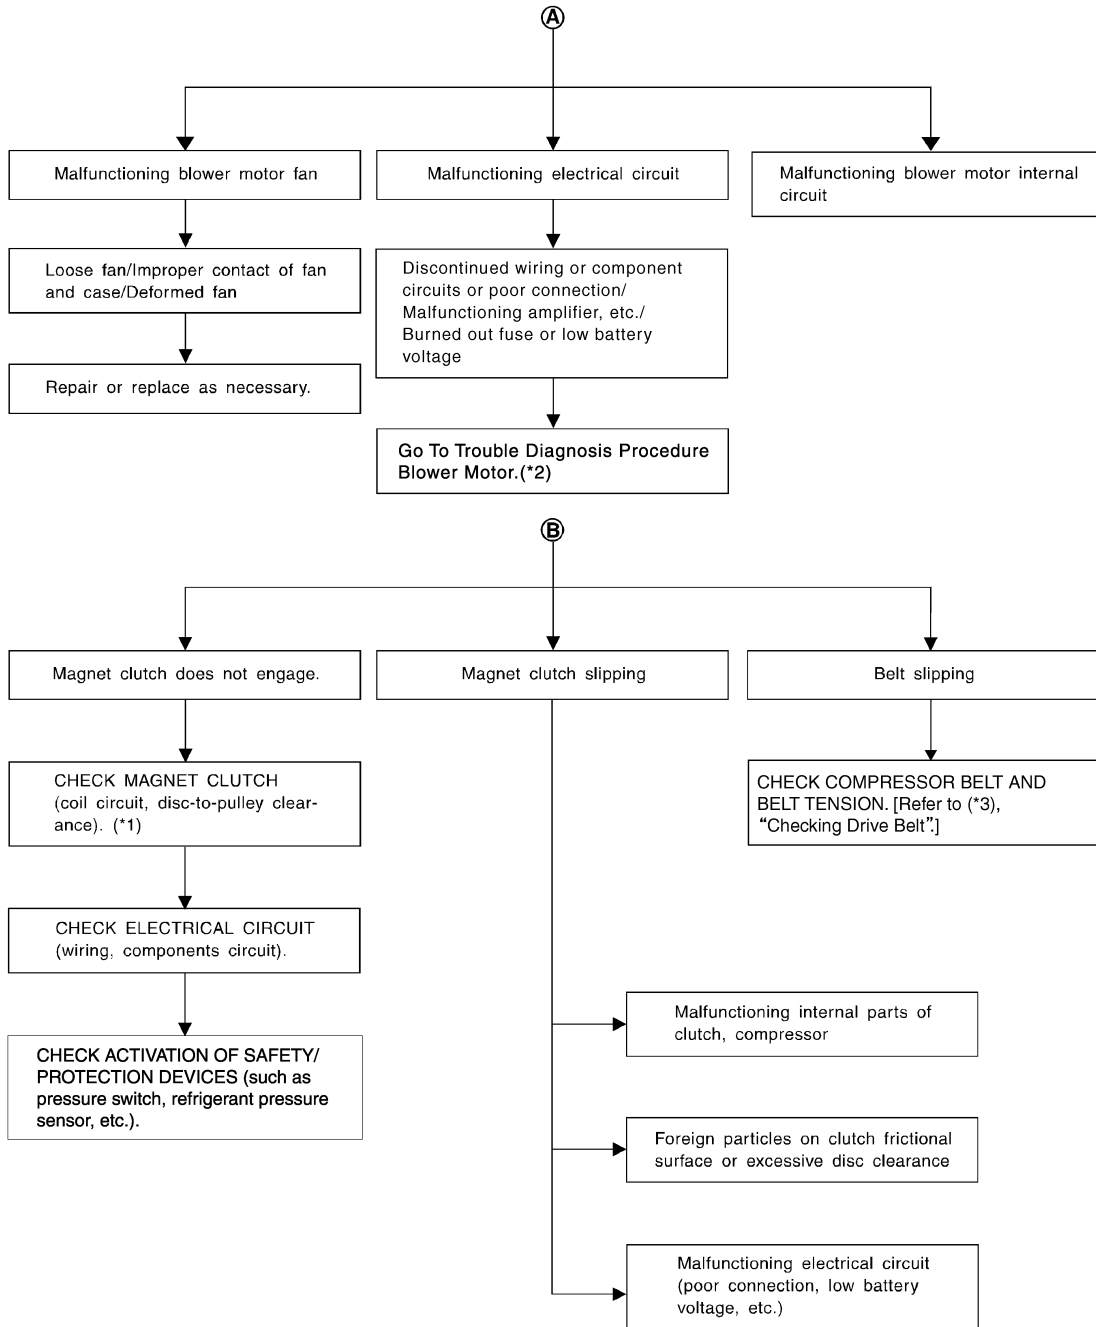 A
Malfunctioning blower motor fan
Malfunctioning electrical circuit
Malfunctioning blower motor internal
circuit
Loose fan/Improper contact of fan
and case/Deformed fan
Discontinued wiring or component
circuits or poor connection/
Malfunctioning amplifier, etc./
Burned out fuse or low battery
voltage
Repair or replace as necessary.
Go To Trouble Diagnosis Procedure
Blower Motor.(*2)
B
Magnet clutch does not engage.
Magnet clutch slipping
Belt slipping
CHECK MAGNET CLUTCH
(coil circuit, disc-to-pulley clear-
ance). (*1)
CHECK COMPRESSOR BELT AND
BELT TENSION. [Refer to (*3),
“Checking Drive Belt”.]
CHECK ELECTRICAL CIRCUIT
(wiring, components circuit).
CHECK ACTIVATION OF SAFETY/
PROTECTION DEVICES (such as
pressure switch, refrigerant pressure
sensor, etc.).
Malfunctioning internal parts of
clutch, compressor
Foreign particles on clutch frictional
surface or excessive disc clearance
Malfunctioning electrical circuit
(poor connection, low battery
voltage, etc.)